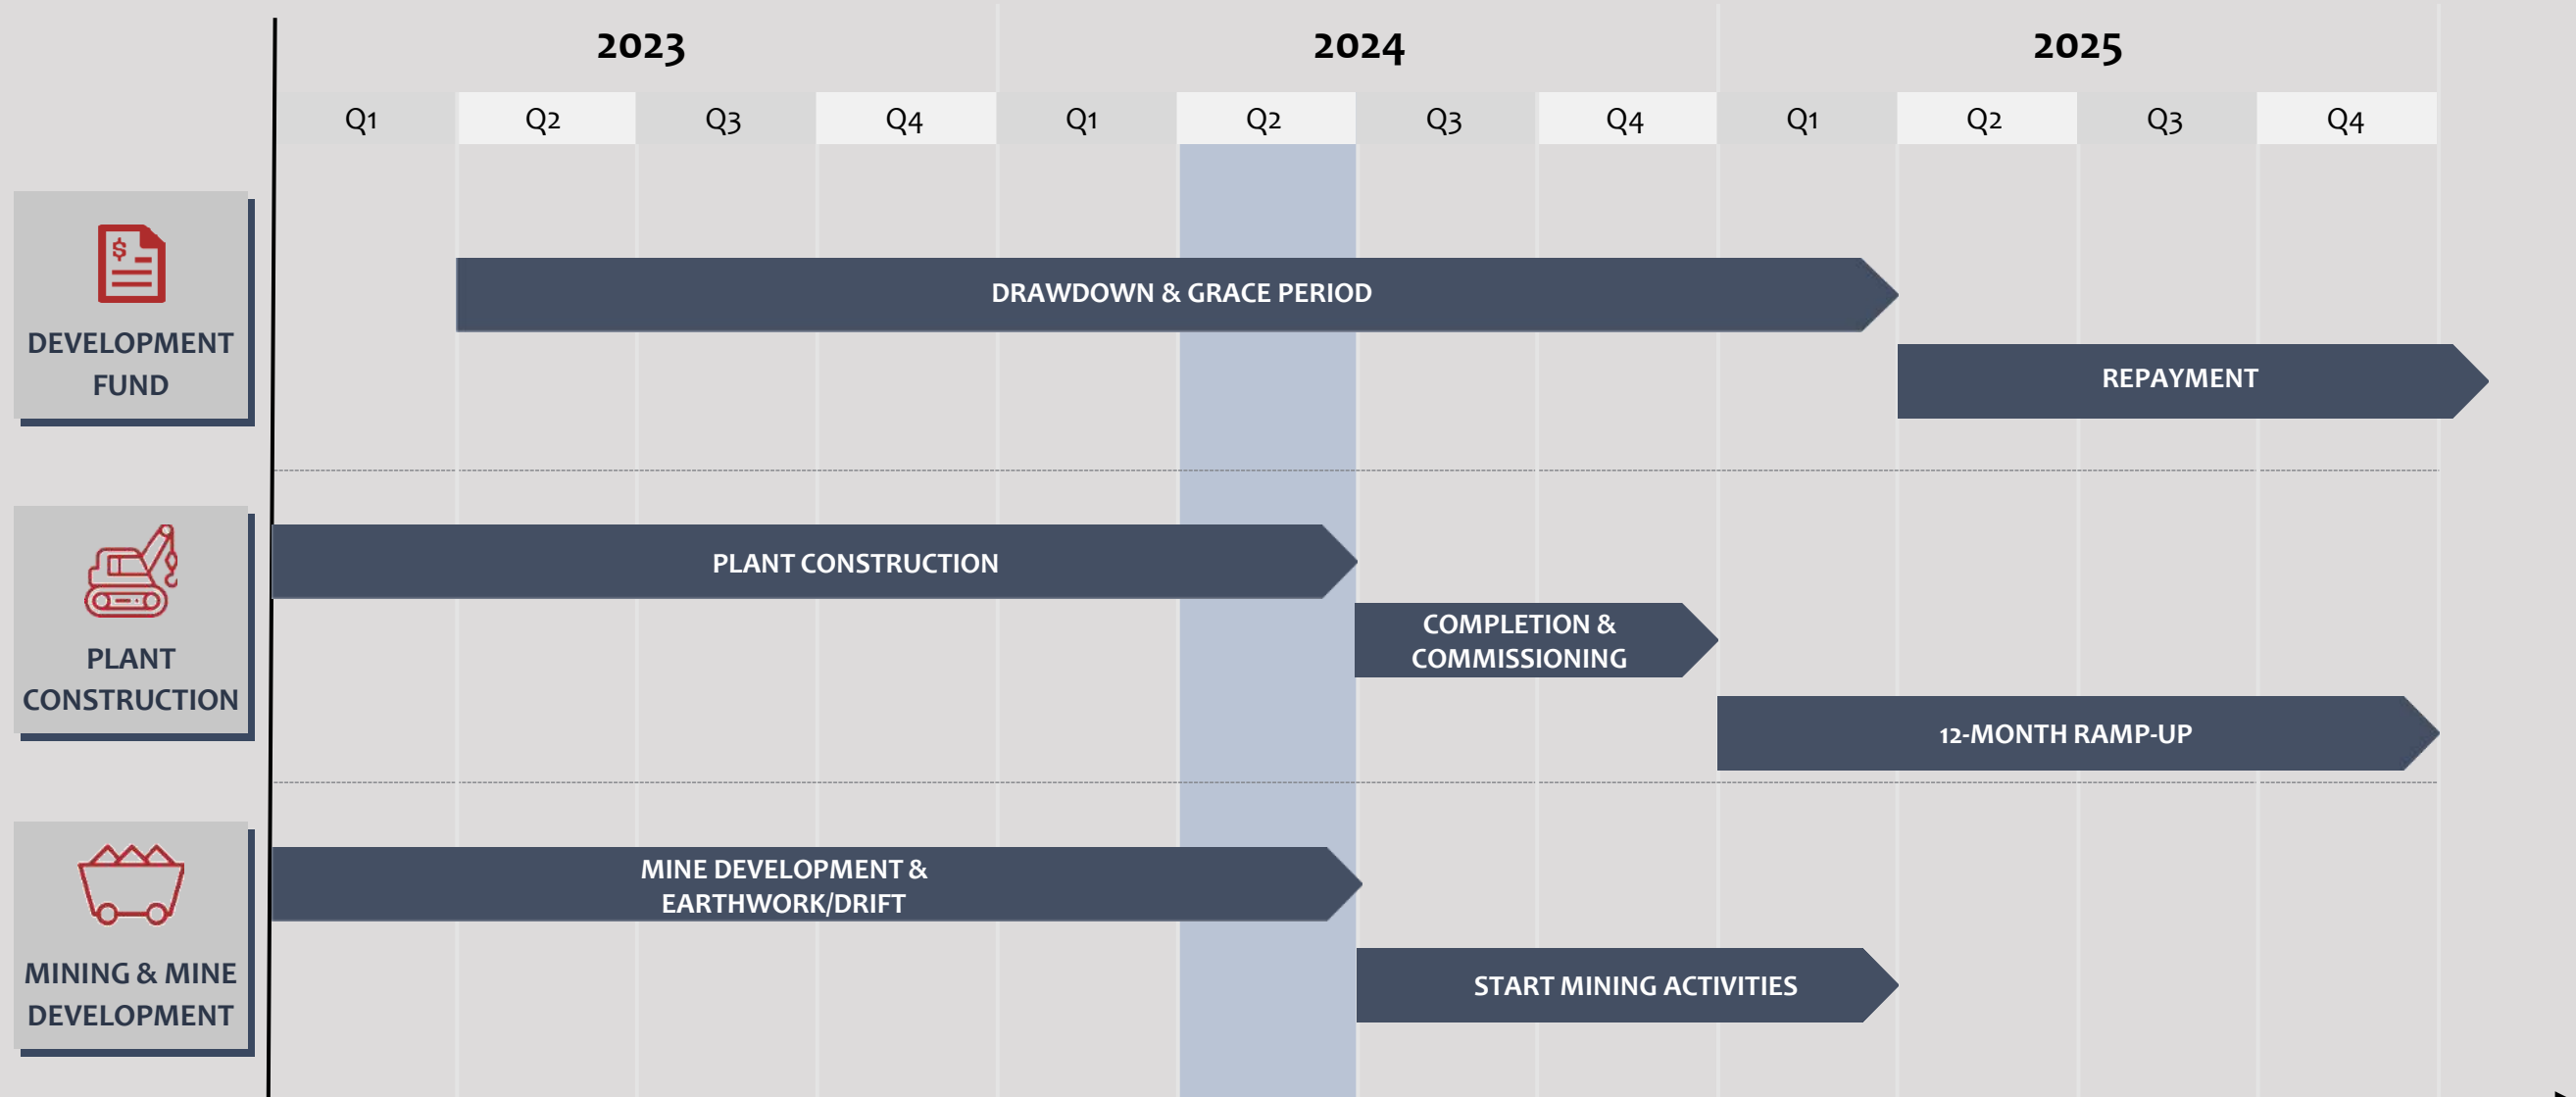 2023
2024
2025
Q1
Q2
Q3
Q4
Q1
Q2
Q3
Q4
Q1
Q2
Q3
Q4
$
DEVELOPMENT
FUND
DRAWDOWN & GRACE PERIOD
REPAYMENT
PLANT
CONSTRUCTION
PLANT CONSTRUCTION
COMPLETION &
COMMISSIONING
12-MONTH RAMP-UP
MINING & MINE
DEVELOPMENT
MINE DEVELOPMENT &
EARTHWORK/DRIFT
START MINING ACTIVITIES